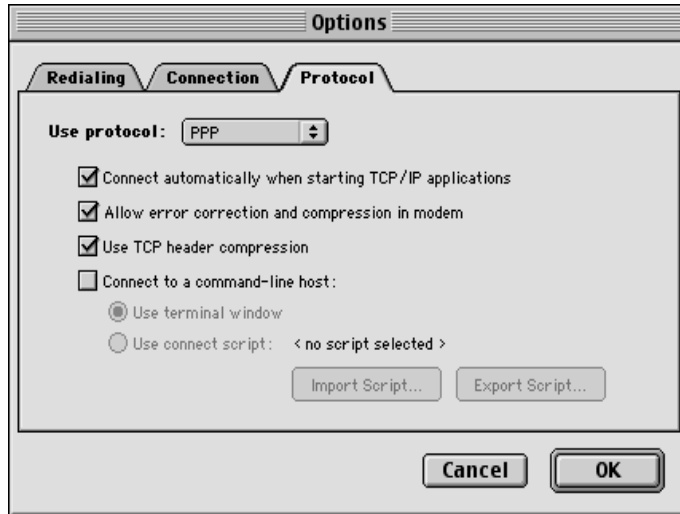 Options
Redialing Connection Protocol
Use protocol: PPP
Connect automatically when starting TCP/IP applications
Allow error correction and compression in modem
Use TCP header compression
Connect to a command-line host:
Use terminal window
Use connect script: < no script selected >
Import Script... Export Script...
Cancel OK